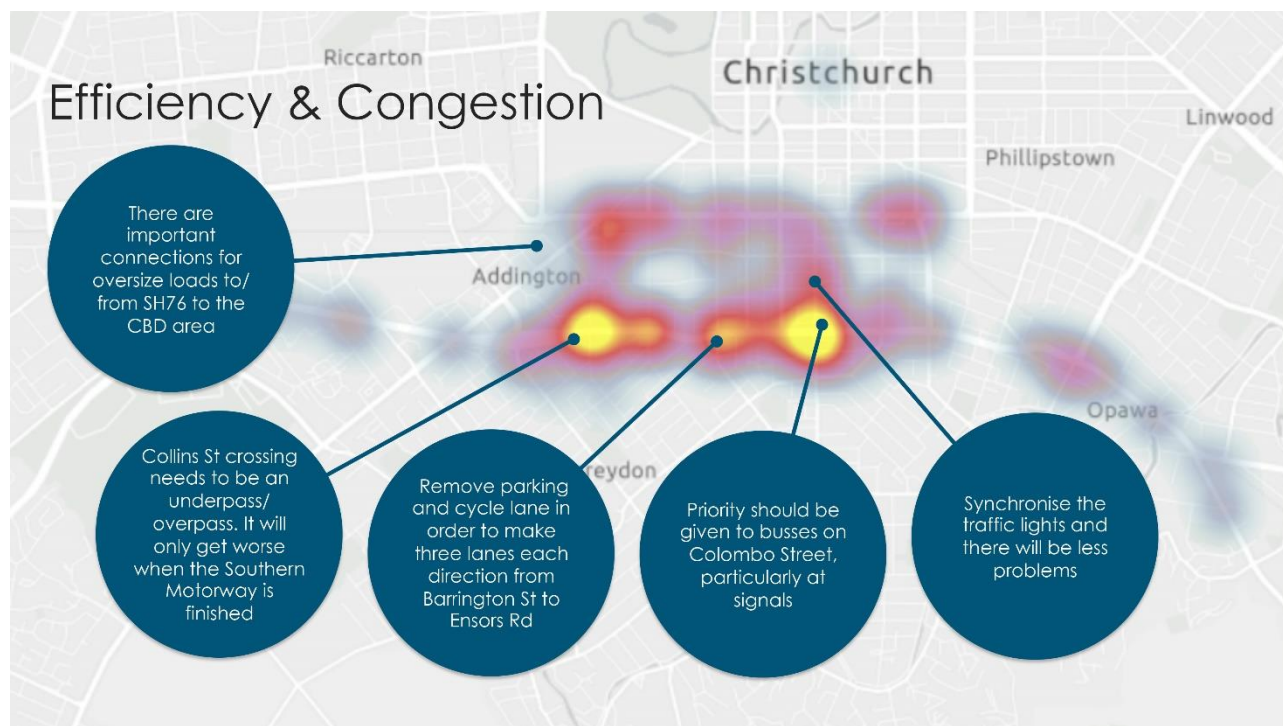 Riccarton
Christchurch
Efficiency & Congestion
Linwood
Phillipstown
There are
important
connections for
oversize loads to/
from SH76 to the
CBD area
Addington
Opawa
reydon
Collins St crossing
needs to be an
underpass/
overpass. It will
only get worse
when the Southern
Motorway is
finished
Remove parking
and cycle lane in
order to make
three lanes each
direction from
Barrington St to
Ensors Rd
Priority should be
given to busses on
Colombo Street,
particularly at
signals
Synchronise the
traffic lights and
there will be less
problems